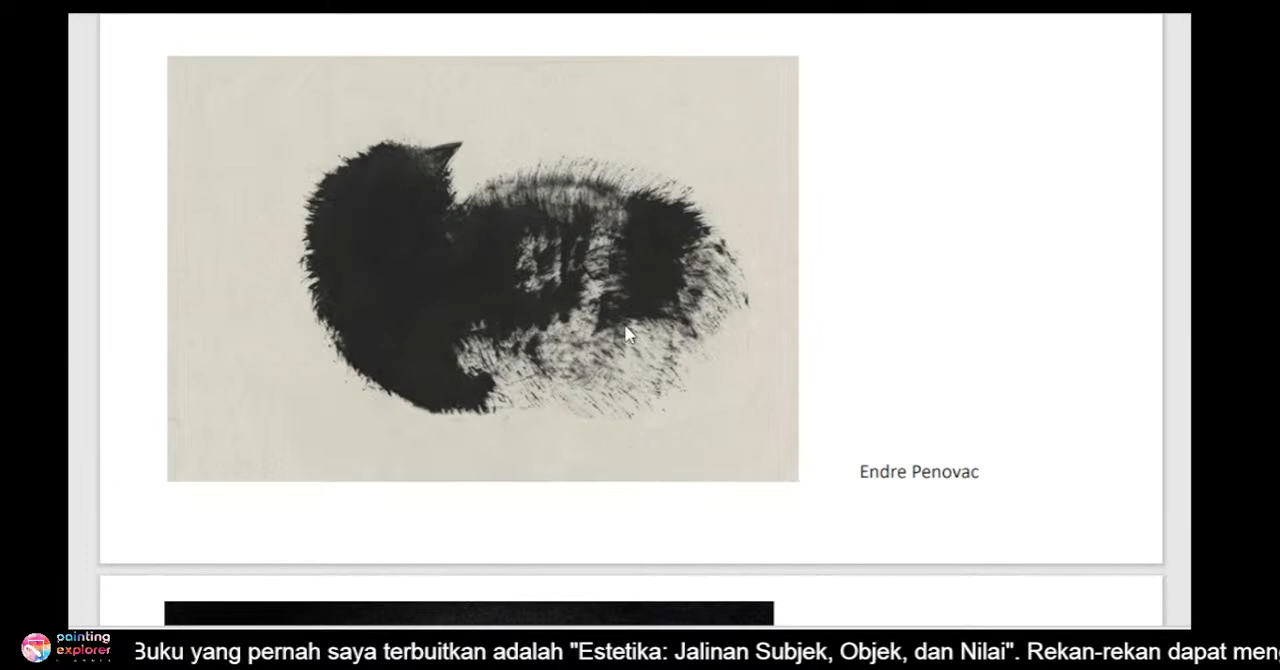 Endre Penovac
painting
explorer
Buku yang pernah saya terbuitkan adalah "Estetika: Jalinan Subjek, Objek, dan Nilai". Rekan-rekan dapat men